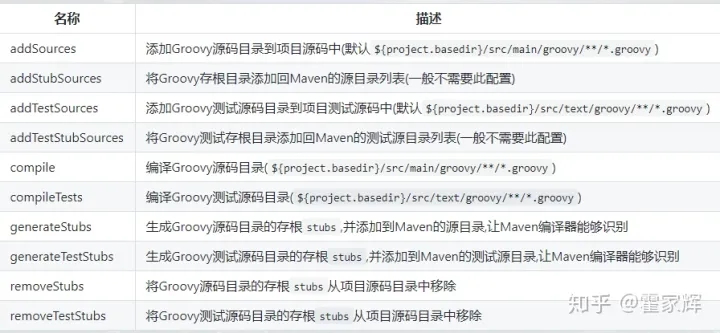 名称 描述
addSources 添加Groovy源码目录到项目源码中(默认 ${project.basedir}/src/main/groovy/**/*.groovy )
addStubSources 将Groovy存根目录添加回Maven的源目录列表(一般不需要此配置)
addTestSources 添加Groovy测试源码目录到项目测试源码中(默认 ${project.basedir}/src/text/groovy/**/*.groovy )
addTestStubSources 将Groovy测试存根目录添加回Maven的测试源目录列表(一般不需要此配置)
compile 编译Groovy源码目录( ${project.basedir}/src/main/groovy/**/*.groovy )
compileTests 编译Groovy测试源码目录( ${project.basedir}/src/text/groovy/**/*.groovy )
generateStubs 生成Groovy源码目录的存根 stubs ,并添加到Maven的源目录,让Maven编译器能够识别
generateTestStubs 生成Groovy测试源码目录的存根 stubs ,并添加到Maven的测试源目录,让Maven编译器能够识别
removeStubs 将Groovy源码目录的存根 stubs 从项目源码目录中移除
removeTestStubs 将Groovy测试源码目录的存根 stubs 从项目源码目录中移除
知乎 @霍家辉